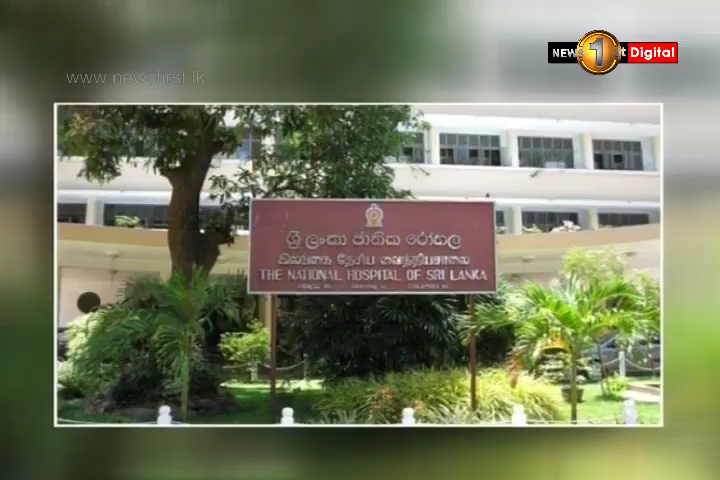 www.newsfirst.lk
NEWS 1st Digital
ශ්‍රී ලංකා ජාතික රෝහල
இலங்கை தேசிய வைத்தியசாலை
THE NATIONAL HOSPITAL OF SRI LANKA